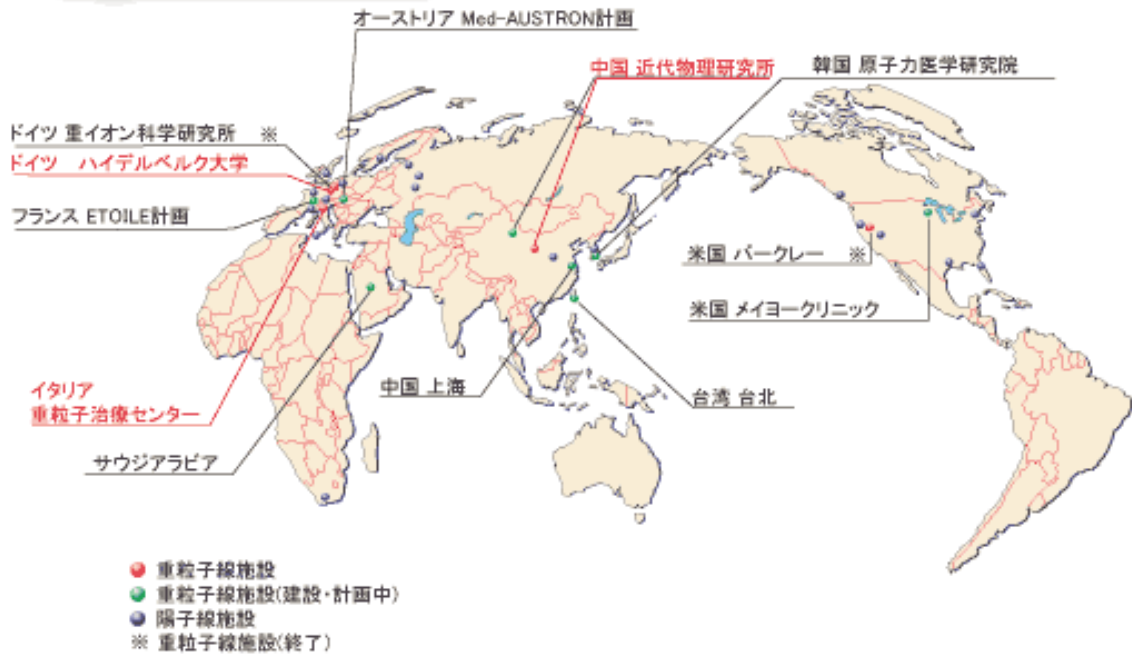 オーストリア Med-AUSTRON計画
中国 近代物理研究所
韓国 原子力医学研究院
ドイツ 重イオン科学研究所 ※
ドイツ ハイデルベルク大学
フランス ETOILE計画
米国 バークレー ※
米国 メイヨークリニック
イタリア
重粒子治療センター
中国 上海
台湾 台北
サウジアラビア
重粒子線施設
重粒子線施設(建設・計画中)
陽子線施設
※ 重粒子線施設(終了)